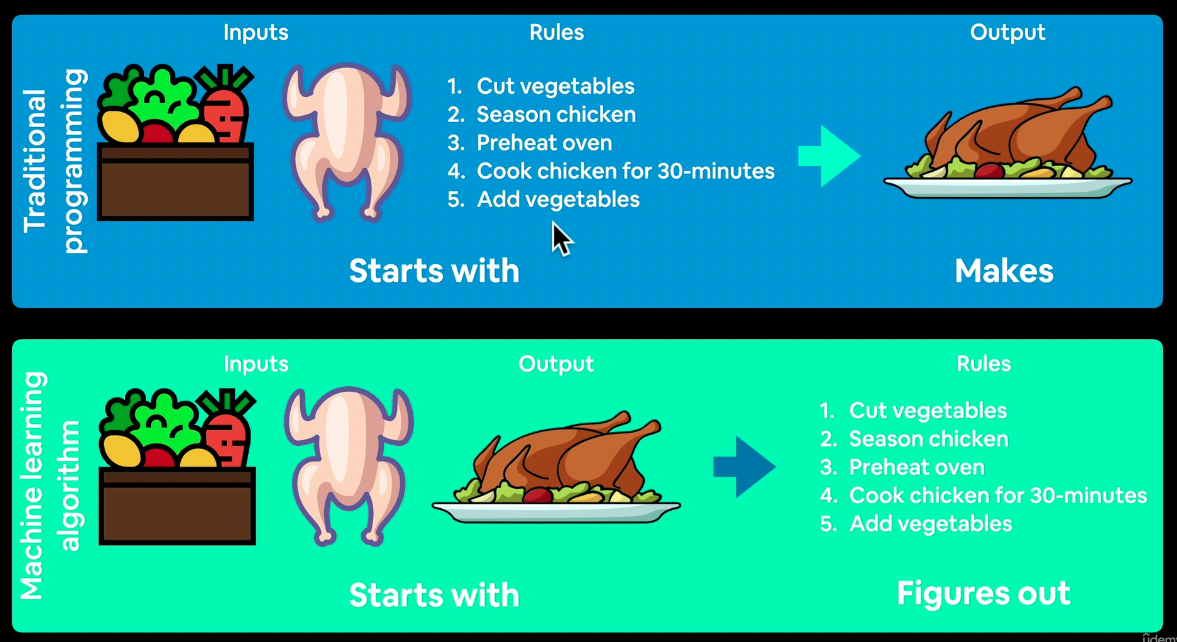 Traditional
programming
Inputs
Rules
Output
1. Cut vegetables
2. Season chicken
3. Preheat oven
4. Cook chicken for 30-minutes
5. Add vegetables
Starts with
Makes
Machine learning
algorithm
Inputs
Output
Rules
1. Cut vegetables
2. Season chicken
3. Preheat oven
4. Cook chicken for 30-minutes
5. Add vegetables
Starts with
Figures out
ûdemy